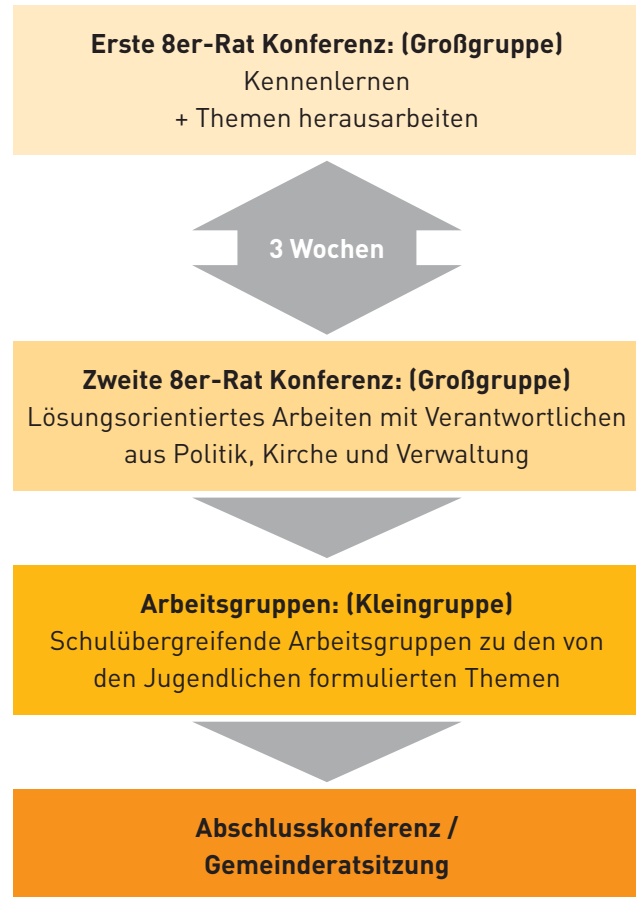 Erste 8er-Rat Konferenz: (Großgruppe)
Kennenlernen
+ Themen herausarbeiten
3 Wochen
Zweite 8er-Rat Konferenz: (Großgruppe)
Lösungsorientiertes Arbeiten mit Verantwortlichen
aus Politik, Kirche und Verwaltung
Arbeitsgruppen: (Kleingruppe)
Schulübergreifende Arbeitsgruppen zu den von
den Jugendlichen formulierten Themen
Abschlusskonferenz /
Gemeinderatsitzung